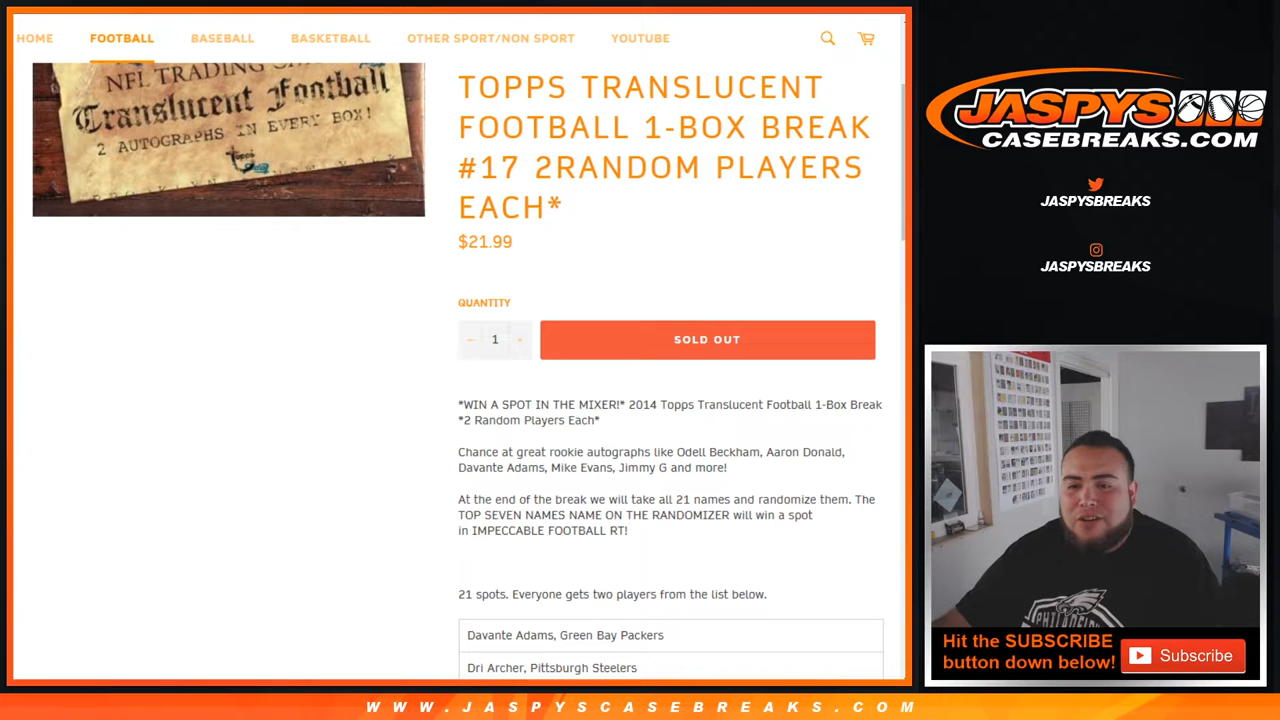 HOME
FOOTBALL
BASEBALL
BASKETBALL
OTHER SPORT/NON SPORT
YOUTUBE
NFL TRADING
Translucent Football
2 AUTOGRAPHS IN EVERY BOX!
Topps
TOPPS TRANSLUCENT
FOOTBALL 1-BOX BREAK
#17 2RANDOM PLAYERS
EACH*
$21.99
QUANTITY
− 1 +
SOLD OUT
*WIN A SPOT IN THE MIXER!* 2014 Topps Translucent Football 1-Box Break
*2 Random Players Each*
Chance at great rookie autographs like Odell Beckham, Aaron Donald,
Davante Adams, Mike Evans, Jimmy G and more!
At the end of the break we will take all 21 names and randomize them. The
TOP SEVEN NAMES NAME ON THE RANDOMIZER will win a spot
in IMPECCABLE FOOTBALL RT!
21 spots. Everyone gets two players from the list below.
Davante Adams, Green Bay Packers
Dri Archer, Pittsburgh Steelers
JASPYS
CASEBREAKS.COM
JASPYSBREAKS
JASPYSBREAKS
Hit the SUBSCRIBE
button down below!
Subscribe
WWW.JASPYSCASEBREAKS.COM